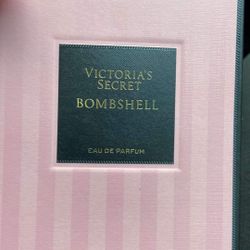 VICTORIA'S
SECRET
BOMBSHELL
EAU DE PARFUM